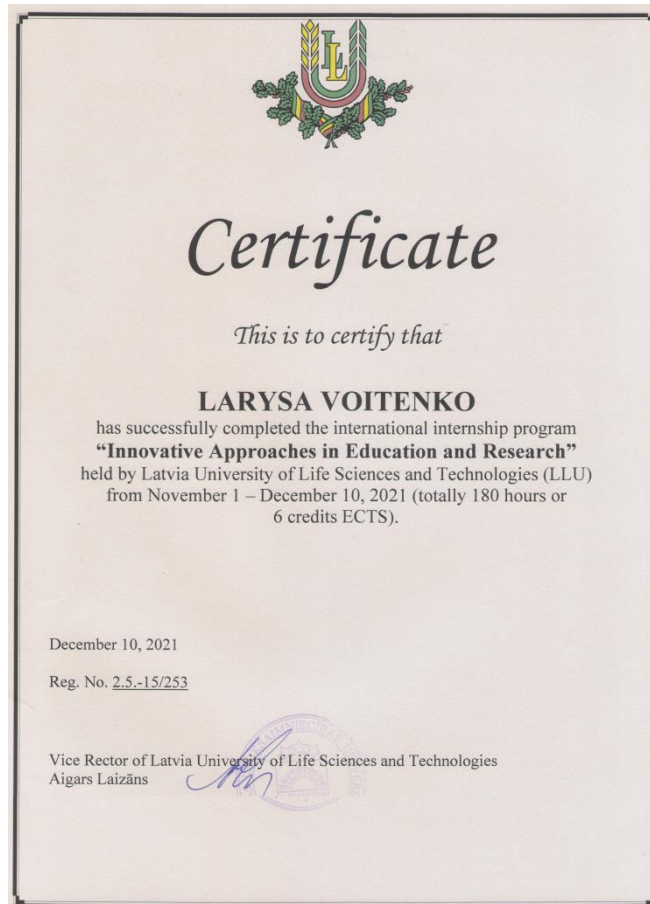 LL
Certificate
This is to certify that
LARYSA VOITENKO
has successfully completed the international internship program
“Innovative Approaches in Education and Research”
held by Latvia University of Life Sciences and Technologies (LLU)
from November 1 – December 10, 2021 (totally 180 hours or
6 credits ECTS).
December 10, 2021
Reg. No. 2.5.-15/253
Vice Rector of Latvia University of Life Sciences and Technologies
Aigars Laizāns